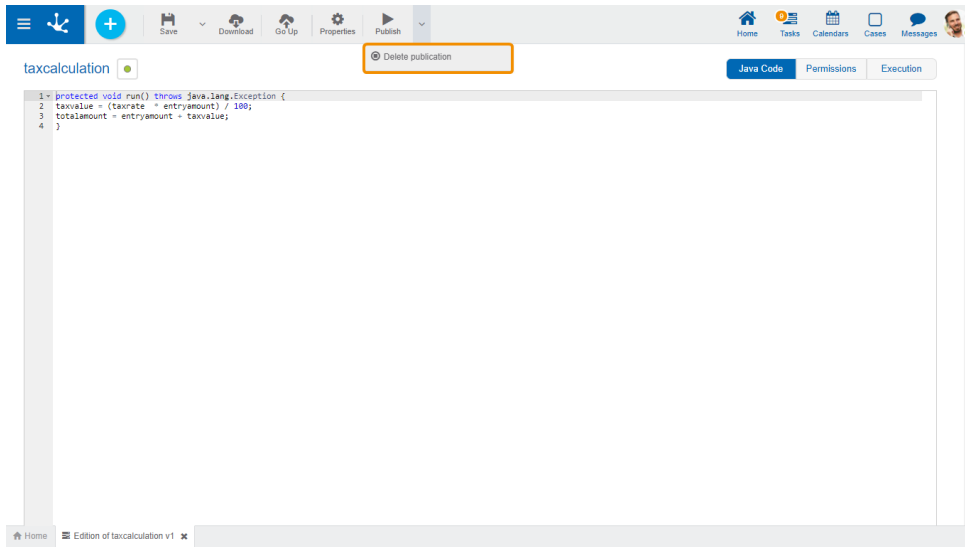 Save
Download
Go Up
Properties
Publish
Home
9
Tasks
Calendars
Cases
Messages
Delete publication
taxcalculation
Java Code
Permissions
Execution
1 protected void run() throws java.lang.Exception {
2 taxvalue = (taxrate * entryamount) / 100;
3 totalamount = entryamount + taxvalue;
4 }
Home
Edition of taxcalculation v1